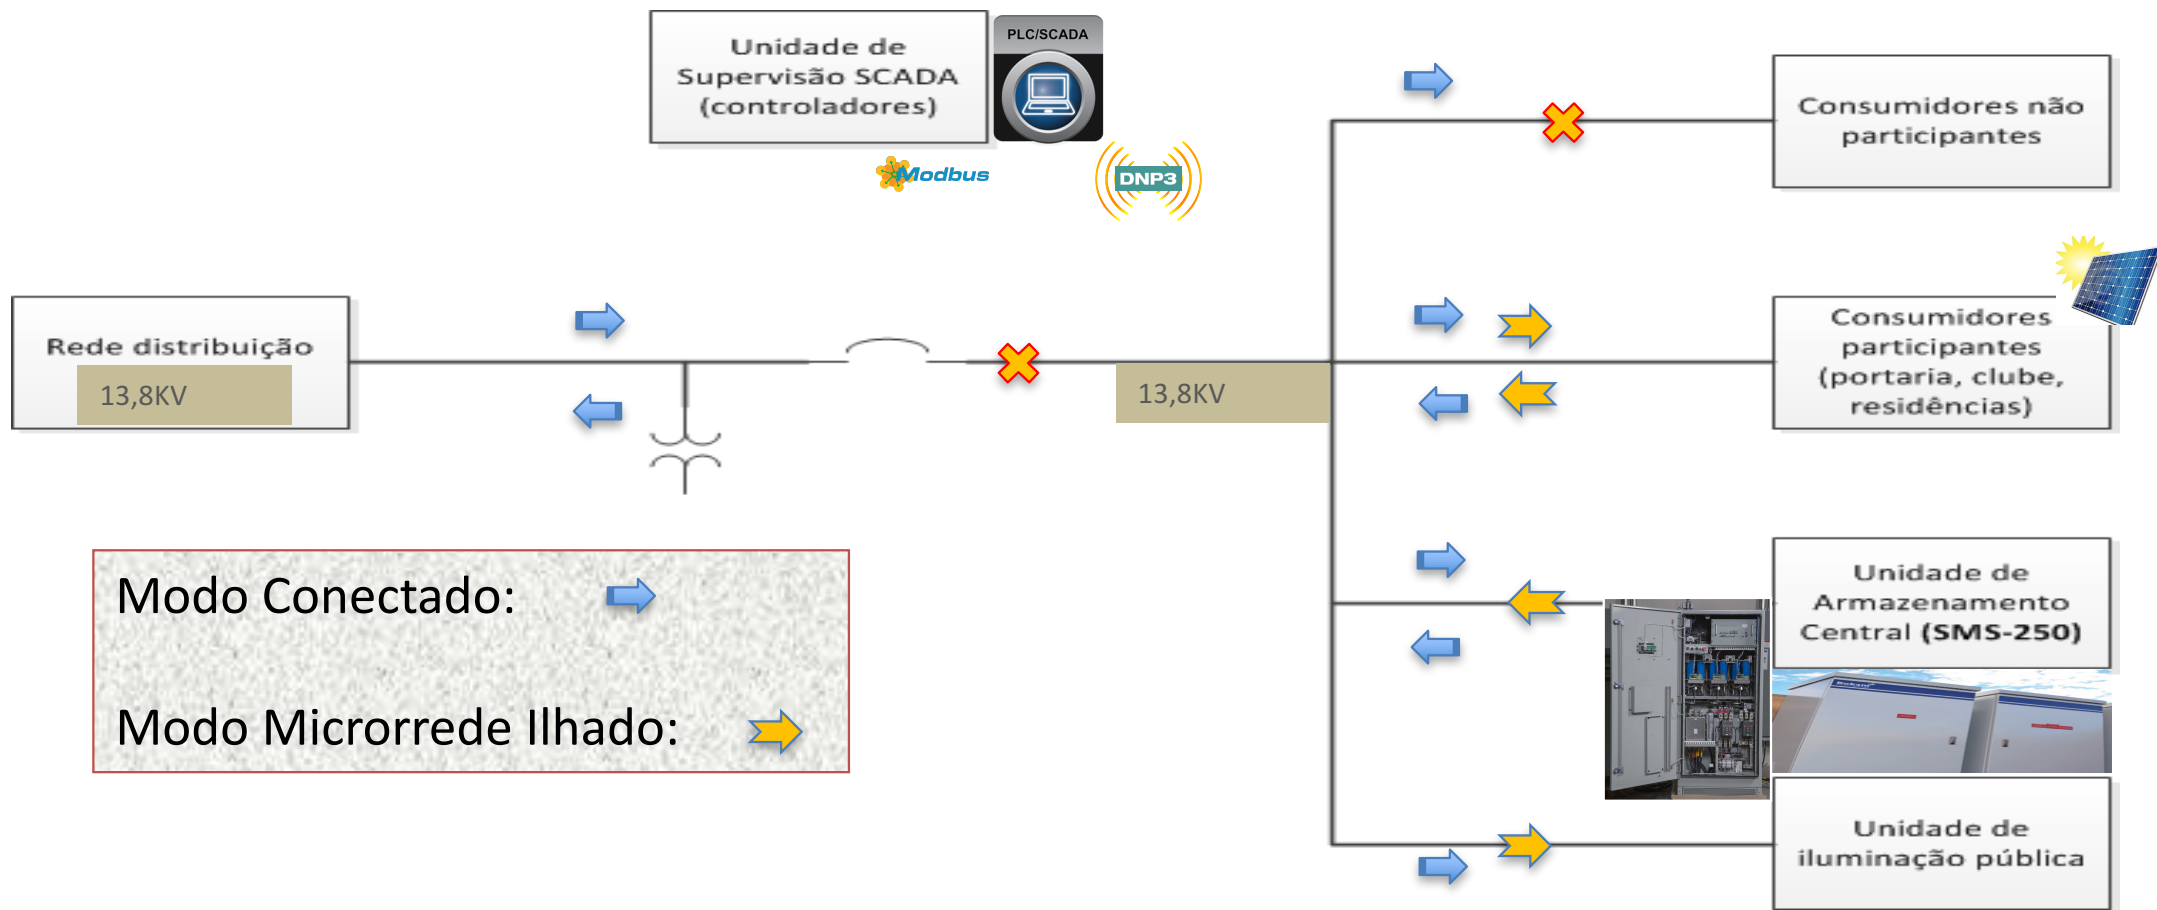 Unidade de
Supervisão SCADA
(controladores)
PLC/SCADA
Modbus
DNP3
Consumidores não
participantes
Rede distribuição
13,8KV
13,8KV
Consumidores
participantes
(portaria, clube,
residências)
Modo Conectado:
Modo Microrrede Ilhado:
Unidade de
Armazenamento
Central (SMS-250)
Unidade de
iluminação pública